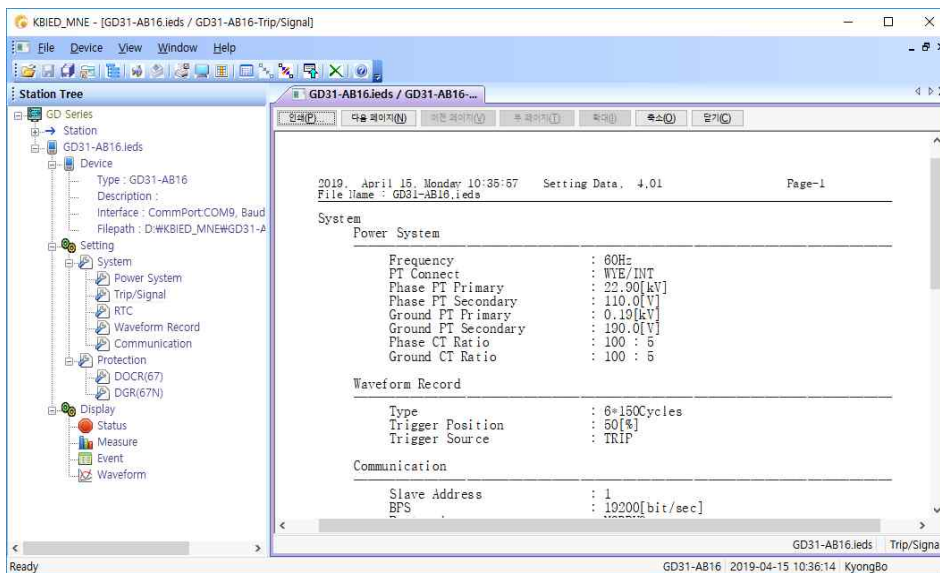 KBIED_MNE - [GD31-AB16.ieds / GD31-AB16-Trip/Signal]
File Device View Window Help
Station Tree
GD31-AB16.ieds / GD31-AB16-...
GD Series
Station
GD31-AB16.ieds
Device
Type : GD31-AB16
Description :
Interface : CommPort:COM9, Baud
Filepath : D:₩KBIED_MNE₩GD31-A
Setting
System
Power System
Trip/Signal
RTC
Waveform Record
Communication
Protection
DOCR(67)
DGR(67N)
Display
Status
Measure
Event
Waveform
인쇄(P)... 다음 페이지(N) 이전 페이지(V) 두 페이지(T) 확대(I) 축소(O) 닫기(C)
2019. April 15. Monday 10:35:57 Setting Data. 4.01 Page-1
File Name : GD31-AB16.ieds
System
Power System
Frequency : 60Hz
PT Connect : WYE/INT
Phase PT Primary : 22.90[kV]
Phase PT Secondary : 110.0[V]
Ground PT Primary : 0.19[kV]
Ground PT Secondary : 190.0[V]
Phase CT Ratio : 100 : 5
Ground CT Ratio : 100 : 5
Waveform Record
Type : 6*150Cycles
Trigger Position : 50[%]
Trigger Source : TRIP
Communication
Slave Address : 1
BPS : 19200[bit/sec]
GD31-AB16.ieds Trip/Signa
Ready GD31-AB16 2019-04-15 10:36:14 KyongBo